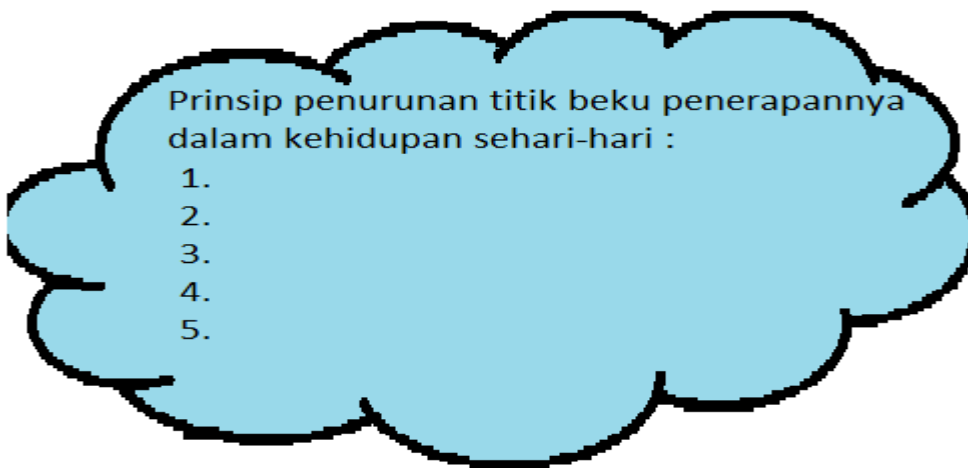 Prinsip penurunan titik beku penerapannya
dalam kehidupan sehari-hari :
1.
2.
3.
4.
5.